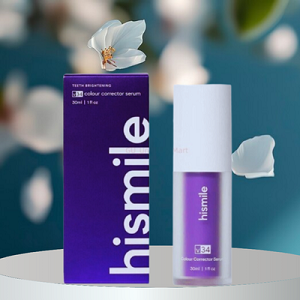 TEETH BRIGHTENING
v34 colour corrector serum
30ml | 1 fl oz
hismile
hismile
v34
Colour Corrector Serum
30ml | 1 fl oz